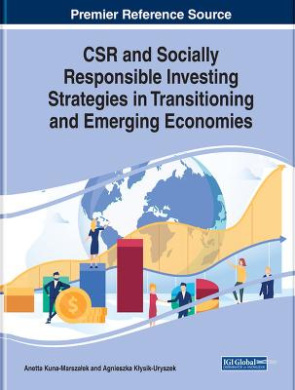 Premier Reference Source
CSR and Socially
Responsible Investing
Strategies in Transitioning
and Emerging Economies
Anetta Kuna-Marszałek and Agnieszka Kłysik-Uryszek
IGI Global